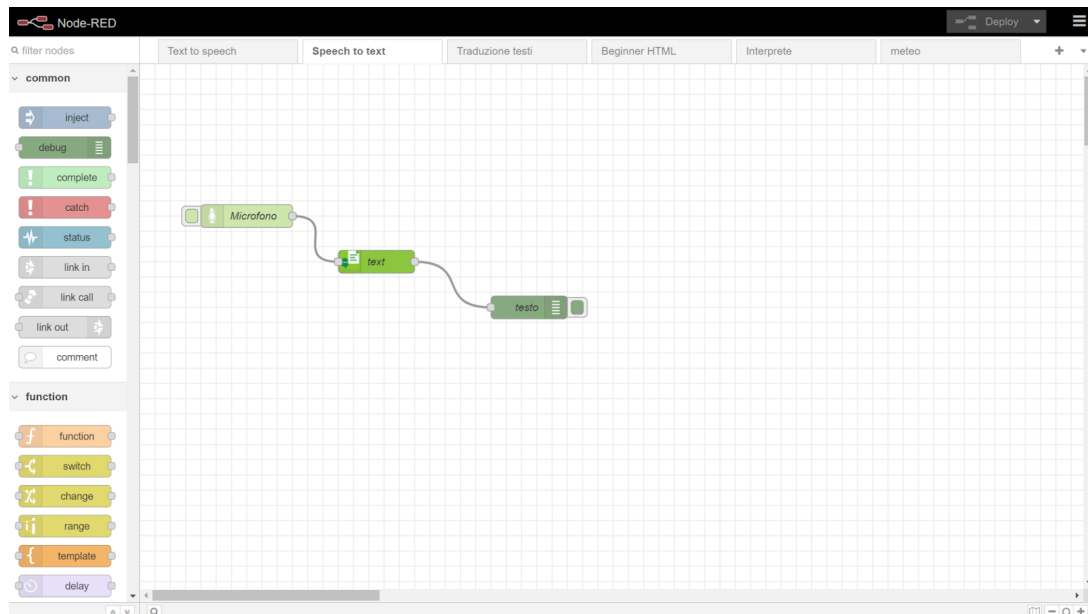 Node-RED
Deploy
filter nodes
Text to speech
Speech to text
Traduzione testi
Beginner HTML
Interprete
meteo
common
inject
debug
complete
catch
status
link in
link call
link out
comment
function
function
switch
change
range
template
delay
Microfono
text
testo